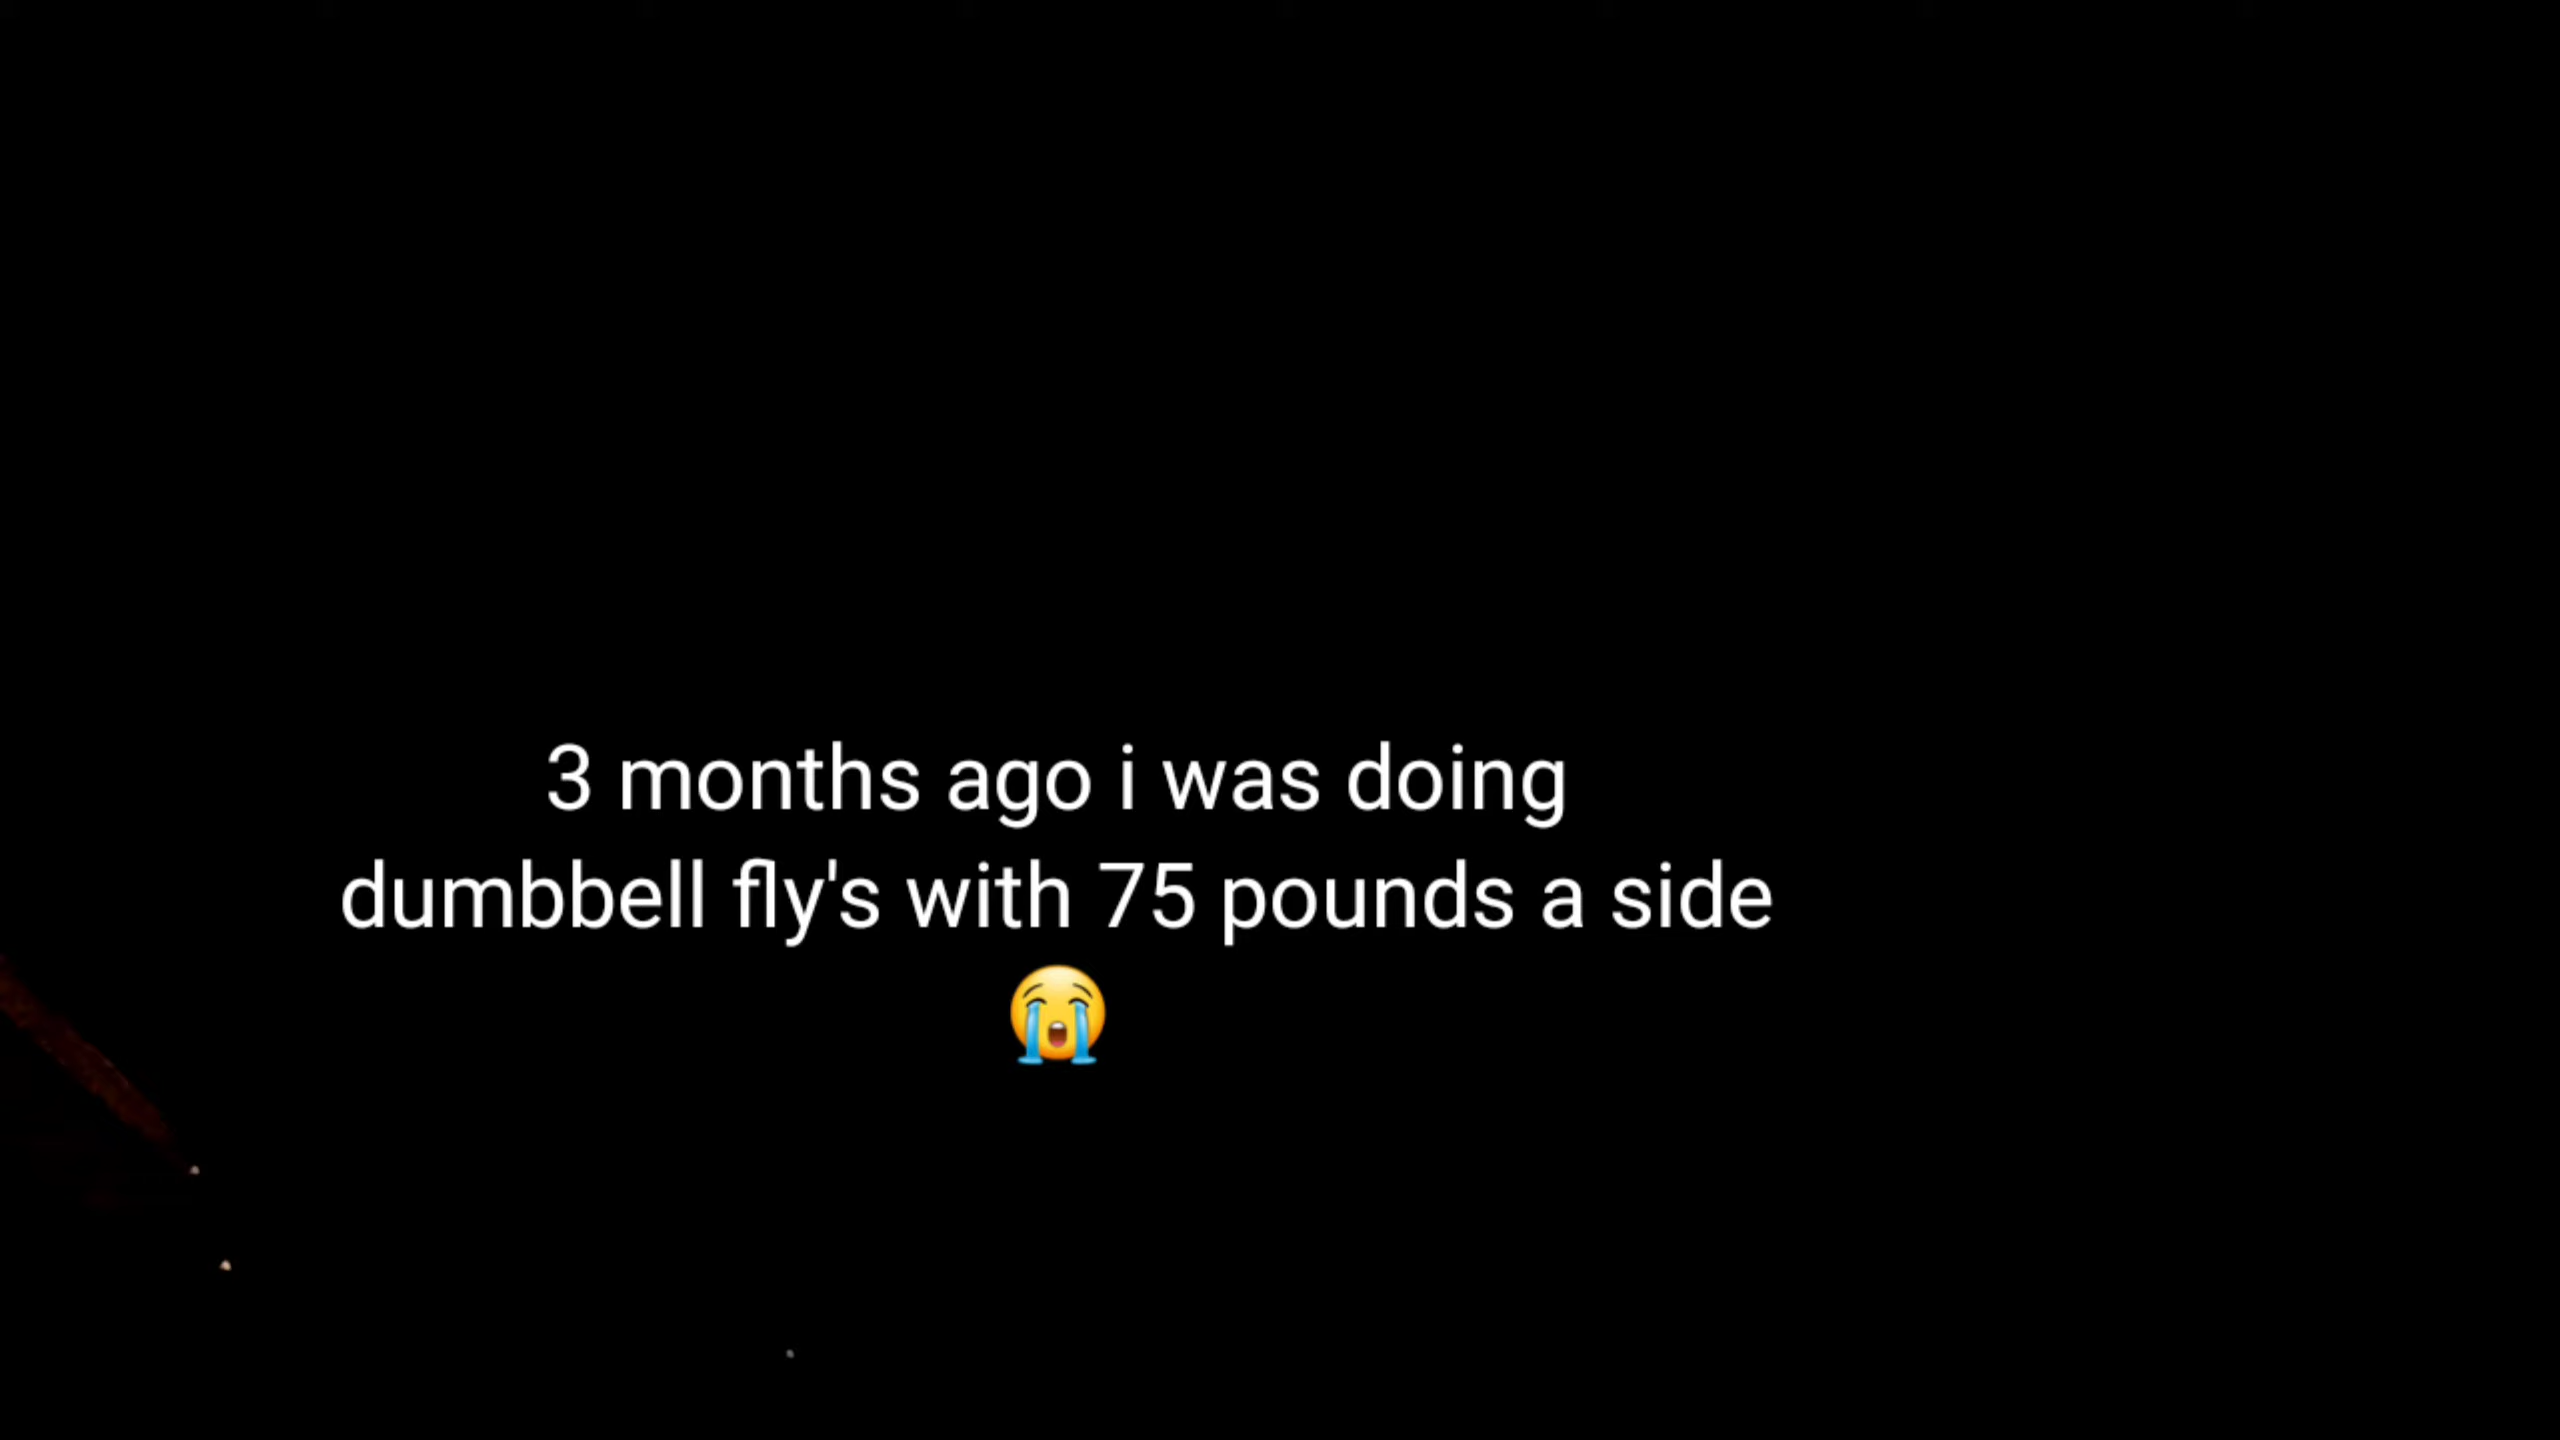 3 months ago i was doing
dumbbell fly's with 75 pounds a side
😭